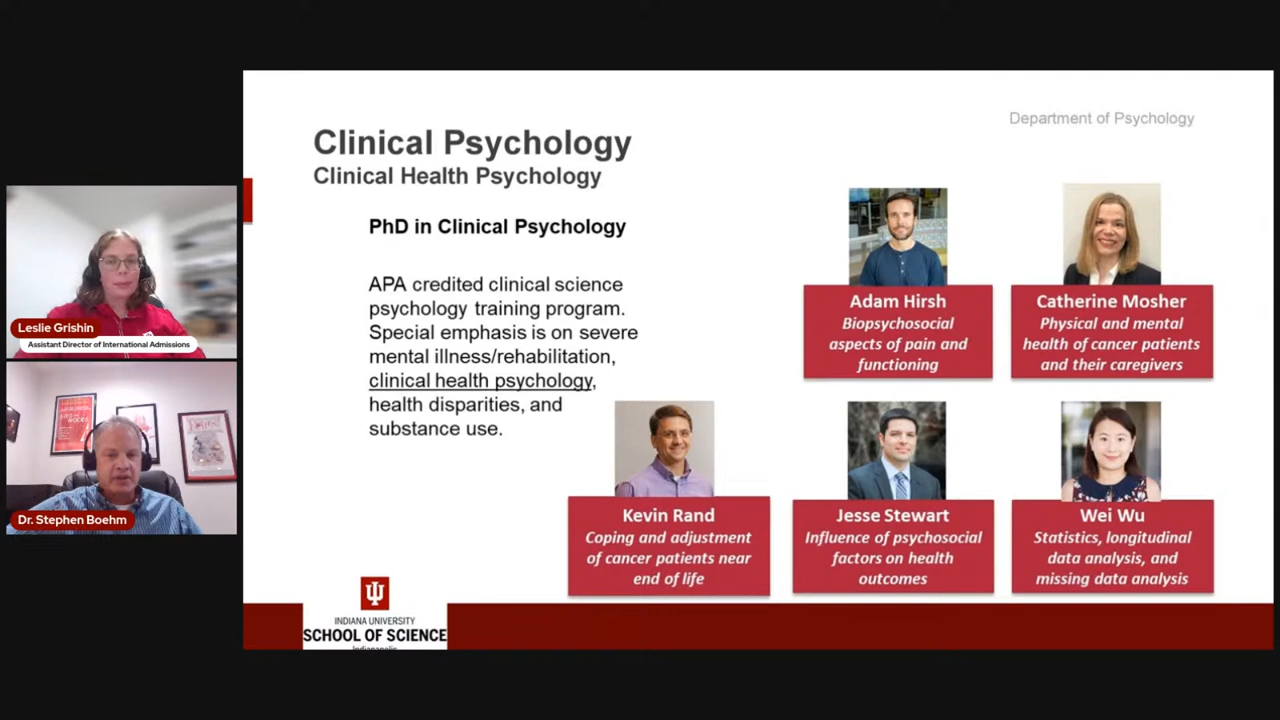 Department of Psychology
Clinical Psychology
Clinical Health Psychology
PhD in Clinical Psychology
APA credited clinical science
psychology training program.
Special emphasis is on severe
mental illness/rehabilitation,
clinical health psychology,
health disparities, and
substance use.
Adam Hirsh
Biopsychosocial
aspects of pain and
functioning
Catherine Mosher
Physical and mental
health of cancer patients
and their caregivers
Kevin Rand
Coping and adjustment
of cancer patients near
end of life
Jesse Stewart
Influence of psychosocial
factors on health
outcomes
Wei Wu
Statistics, longitudinal
data analysis, and
missing data analysis
Leslie Grishin
Assistant Director of International Admissions
Dr. Stephen Boehm
INDIANA UNIVERSITY
SCHOOL OF SCIENCE
Indianapolis